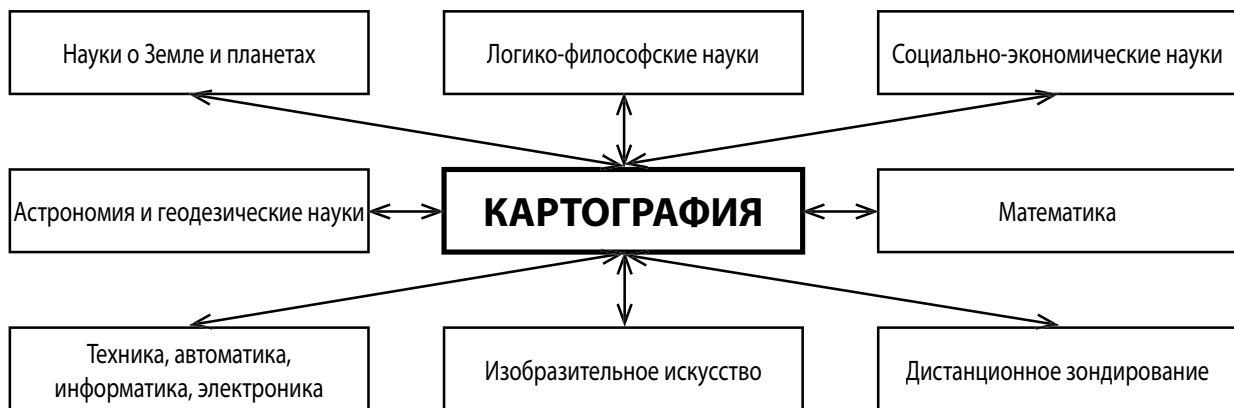 Науки о Земле и планетах
Логико-философские науки
Социально-экономические науки
Астрономия и геодезические науки
КАРТОГРАФИЯ
Математика
Техника, автоматика,
информатика, электроника
Изобразительное искусство
Дистанционное зондирование